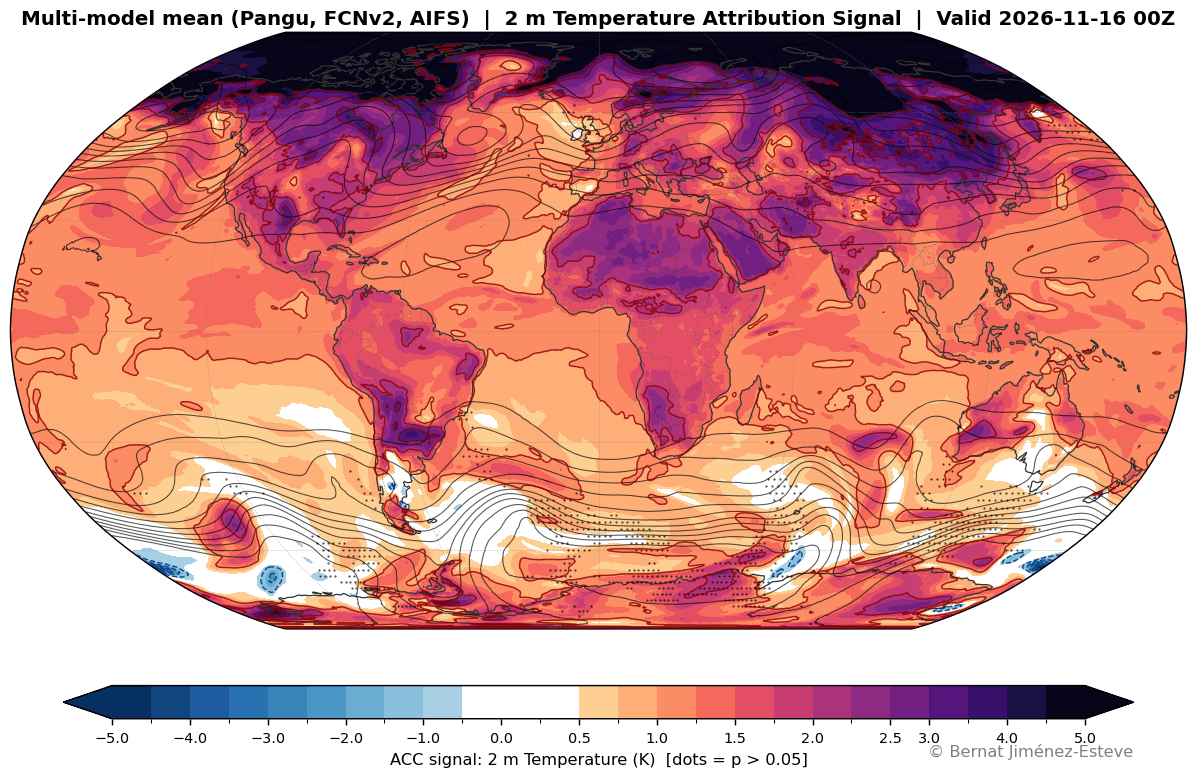 Multi-model mean (Pangu, FCNv2, AIFS)  |  2 m Temperature Attribution Signal  |  Valid 2026-11-16 00Z
−5.0 −4.0 −3.0 −2.0 −1.0 0.0 0.5 1.0 1.5 2.0 2.5 3.0 4.0 5.0
ACC signal: 2 m Temperature (K)  [dots = p > 0.05]
© Bernat Jiménez-Esteve